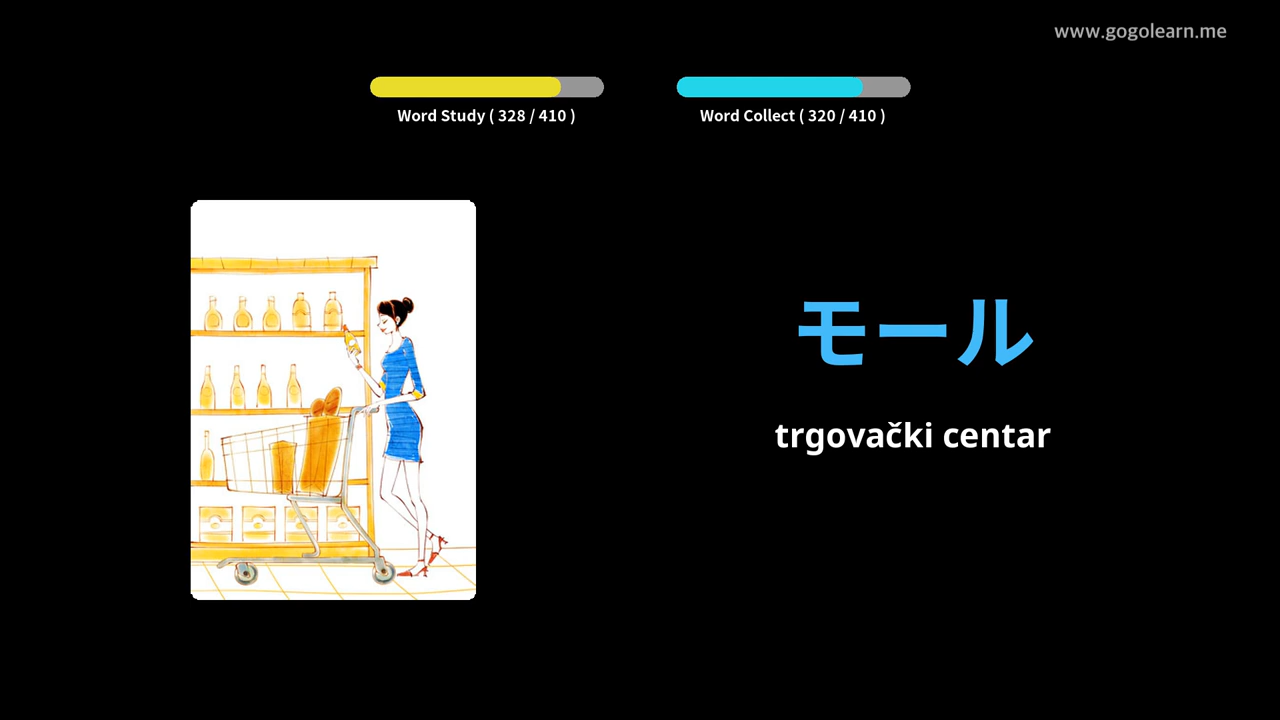 www.gogolearn.me
Word Study ( 328 / 410 )
Word Collect ( 320 / 410 )
モール
trgovački centar